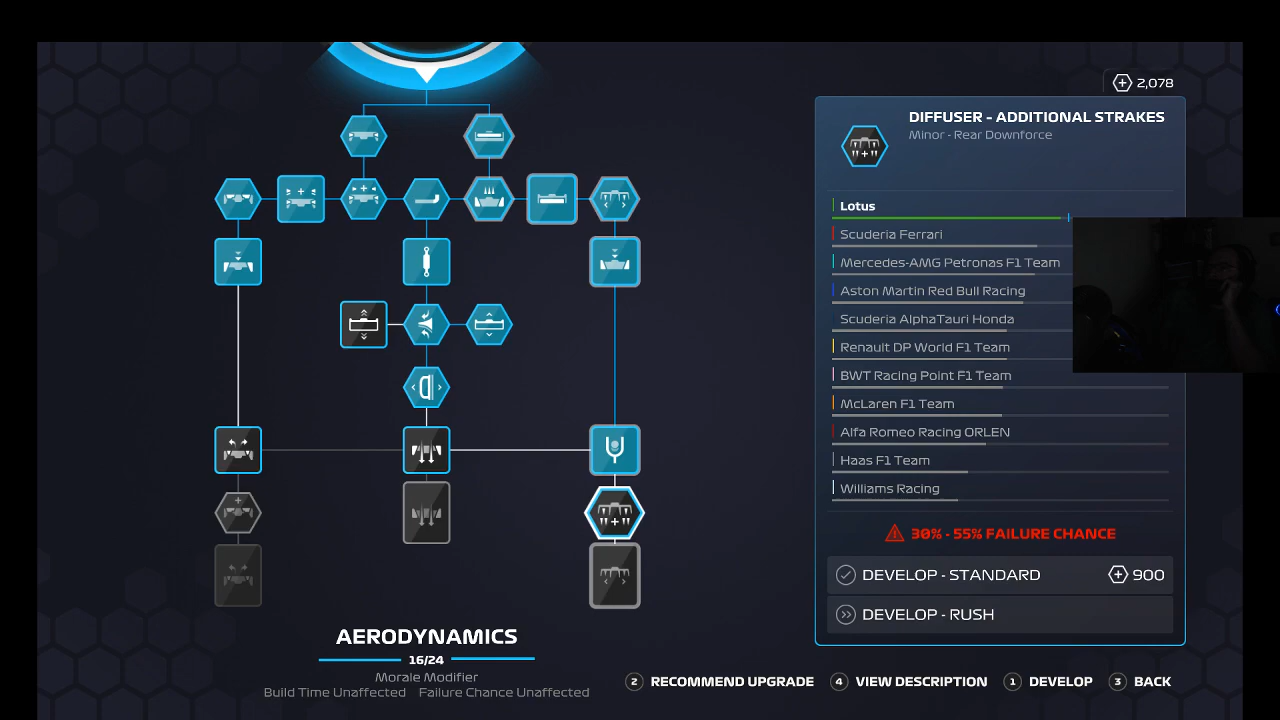 2,078
DIFFUSER - ADDITIONAL STRAKES
Minor - Rear Downforce
Lotus
Scuderia Ferrari
Mercedes-AMG Petronas F1 Team
Aston Martin Red Bull Racing
Scuderia AlphaTauri Honda
Renault DP World F1 Team
BWT Racing Point F1 Team
McLaren F1 Team
Alfa Romeo Racing ORLEN
Haas F1 Team
Williams Racing
30% - 55% FAILURE CHANCE
DEVELOP - STANDARD 900
DEVELOP - RUSH
AERODYNAMICS
16/24
Morale Modifier
Build Time Unaffected Failure Chance Unaffected
2 RECOMMEND UPGRADE 4 VIEW DESCRIPTION 1 DEVELOP 3 BACK